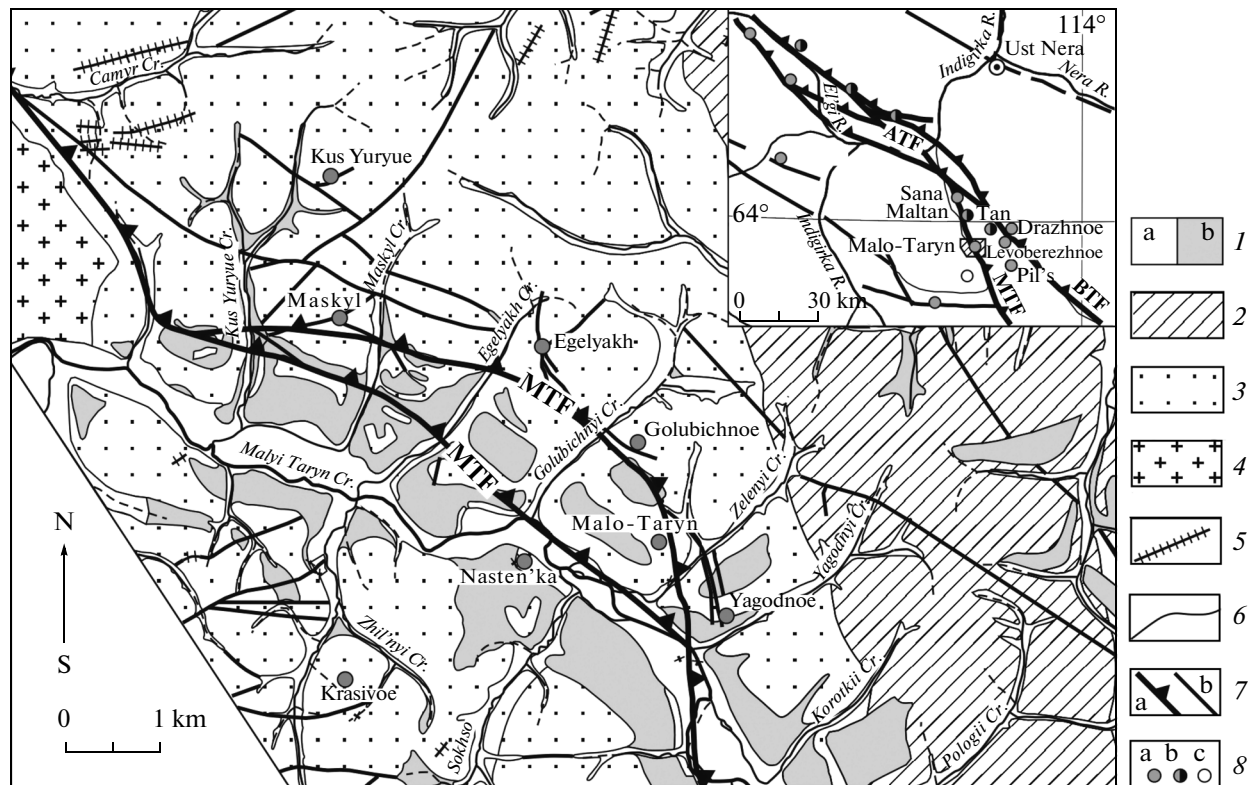 Camyr Cr.
Kus Yuryue
Kus Yuryue Cr.
Maskyl Cr.
Maskyl
Egelyakh Cr.
Egelyakh
MTF
Golubichnyi Cr.
Golubichnoe
MTF
Malyi Taryn Cr.
Zelenyi Cr.
Malo-Taryn
Yagodnyi Cr.
Nasten'ka
Yagodnoe
Zhil'nyi Cr.
Krasivoe
Korotkii Cr.
Sokhso
Pologii Cr.
N
S
0 1 km
114°
Indigirka R.
Ust Nera
Nera R.
Elgi R.
ATF
Sana
Maltan
Tan
64°
Drazhnoe
Malo-Taryn
Levoberezhnoe
Indigirka R.
Pil's
MTF
BTF
0 30 km
a b 1
2
3
4
5
6
a b 7
a b c 8